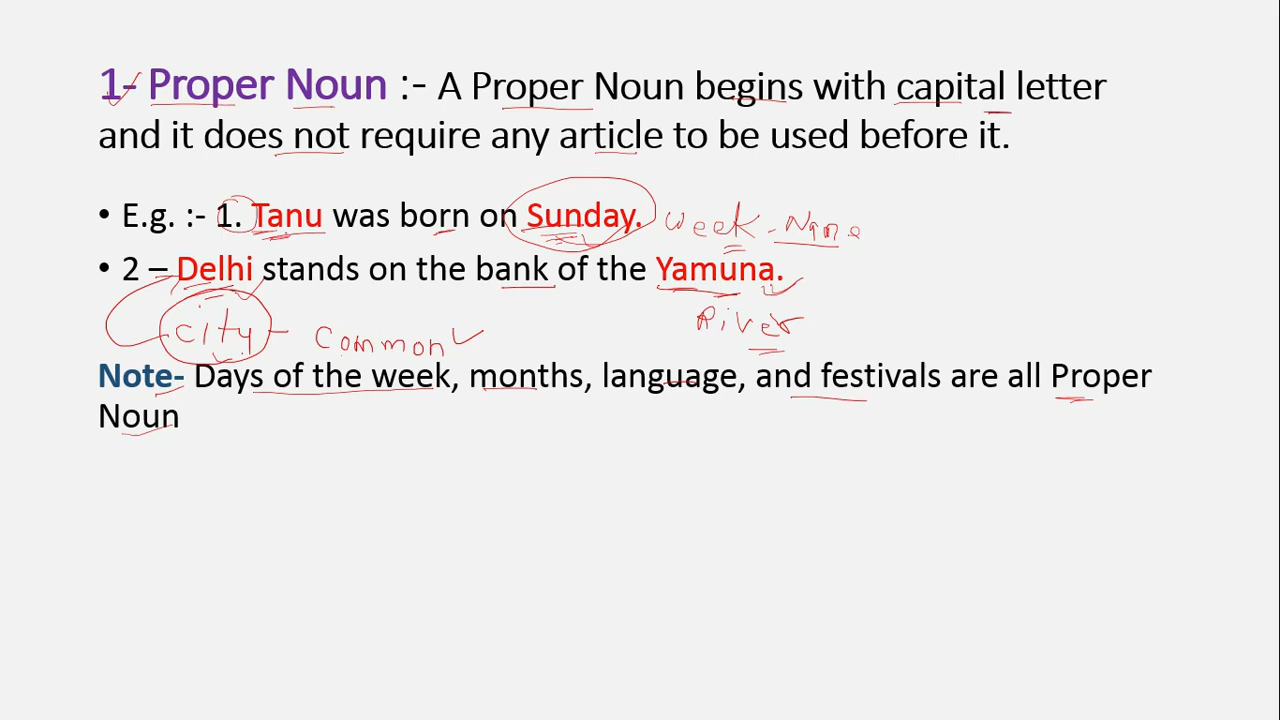 1- Proper Noun :- A Proper Noun begins with capital letter
and it does not require any article to be used before it.
• E.g. :- 1. Tanu was born on Sunday. Week-Name
• 2 – Delhi stands on the bank of the Yamuna.
City - Common River
Note- Days of the week, months, language, and festivals are all Proper
Noun